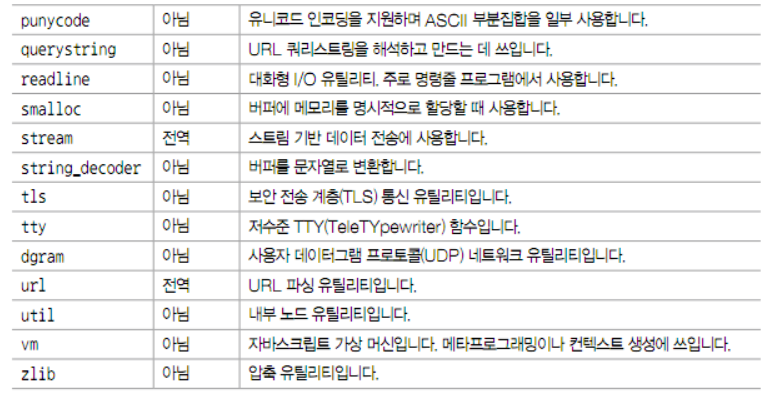 punycode 아님 유니코드 인코딩을 지원하며 ASCII 부분집합을 일부 사용합니다.
querystring 아님 URL 쿼리스트링을 해석하고 만드는 데 쓰입니다.
readline 아님 대화형 I/O 유틸리티. 주로 명령줄 프로그램에서 사용합니다.
smalloc 아님 버퍼에 메모리를 명시적으로 할당할 때 사용합니다.
stream 전역 스트림 기반 데이터 전송에 사용합니다.
string_decoder 아님 버퍼를 문자열로 변환합니다.
tls 아님 보안 전송 계층(TLS) 통신 유틸리티입니다.
tty 아님 저수준 TTY(TeleTYpewriter) 함수입니다.
dgram 아님 사용자 데이터그램 프로토콜(UDP) 네트워크 유틸리티입니다.
url 전역 URL 파싱 유틸리티입니다.
util 아님 내부 노드 유틸리티입니다.
vm 아님 자바스크립트 가상 머신입니다. 메타프로그래밍이나 컨텍스트 생성에 쓰입니다.
zlib 아님 압축 유틸리티입니다.